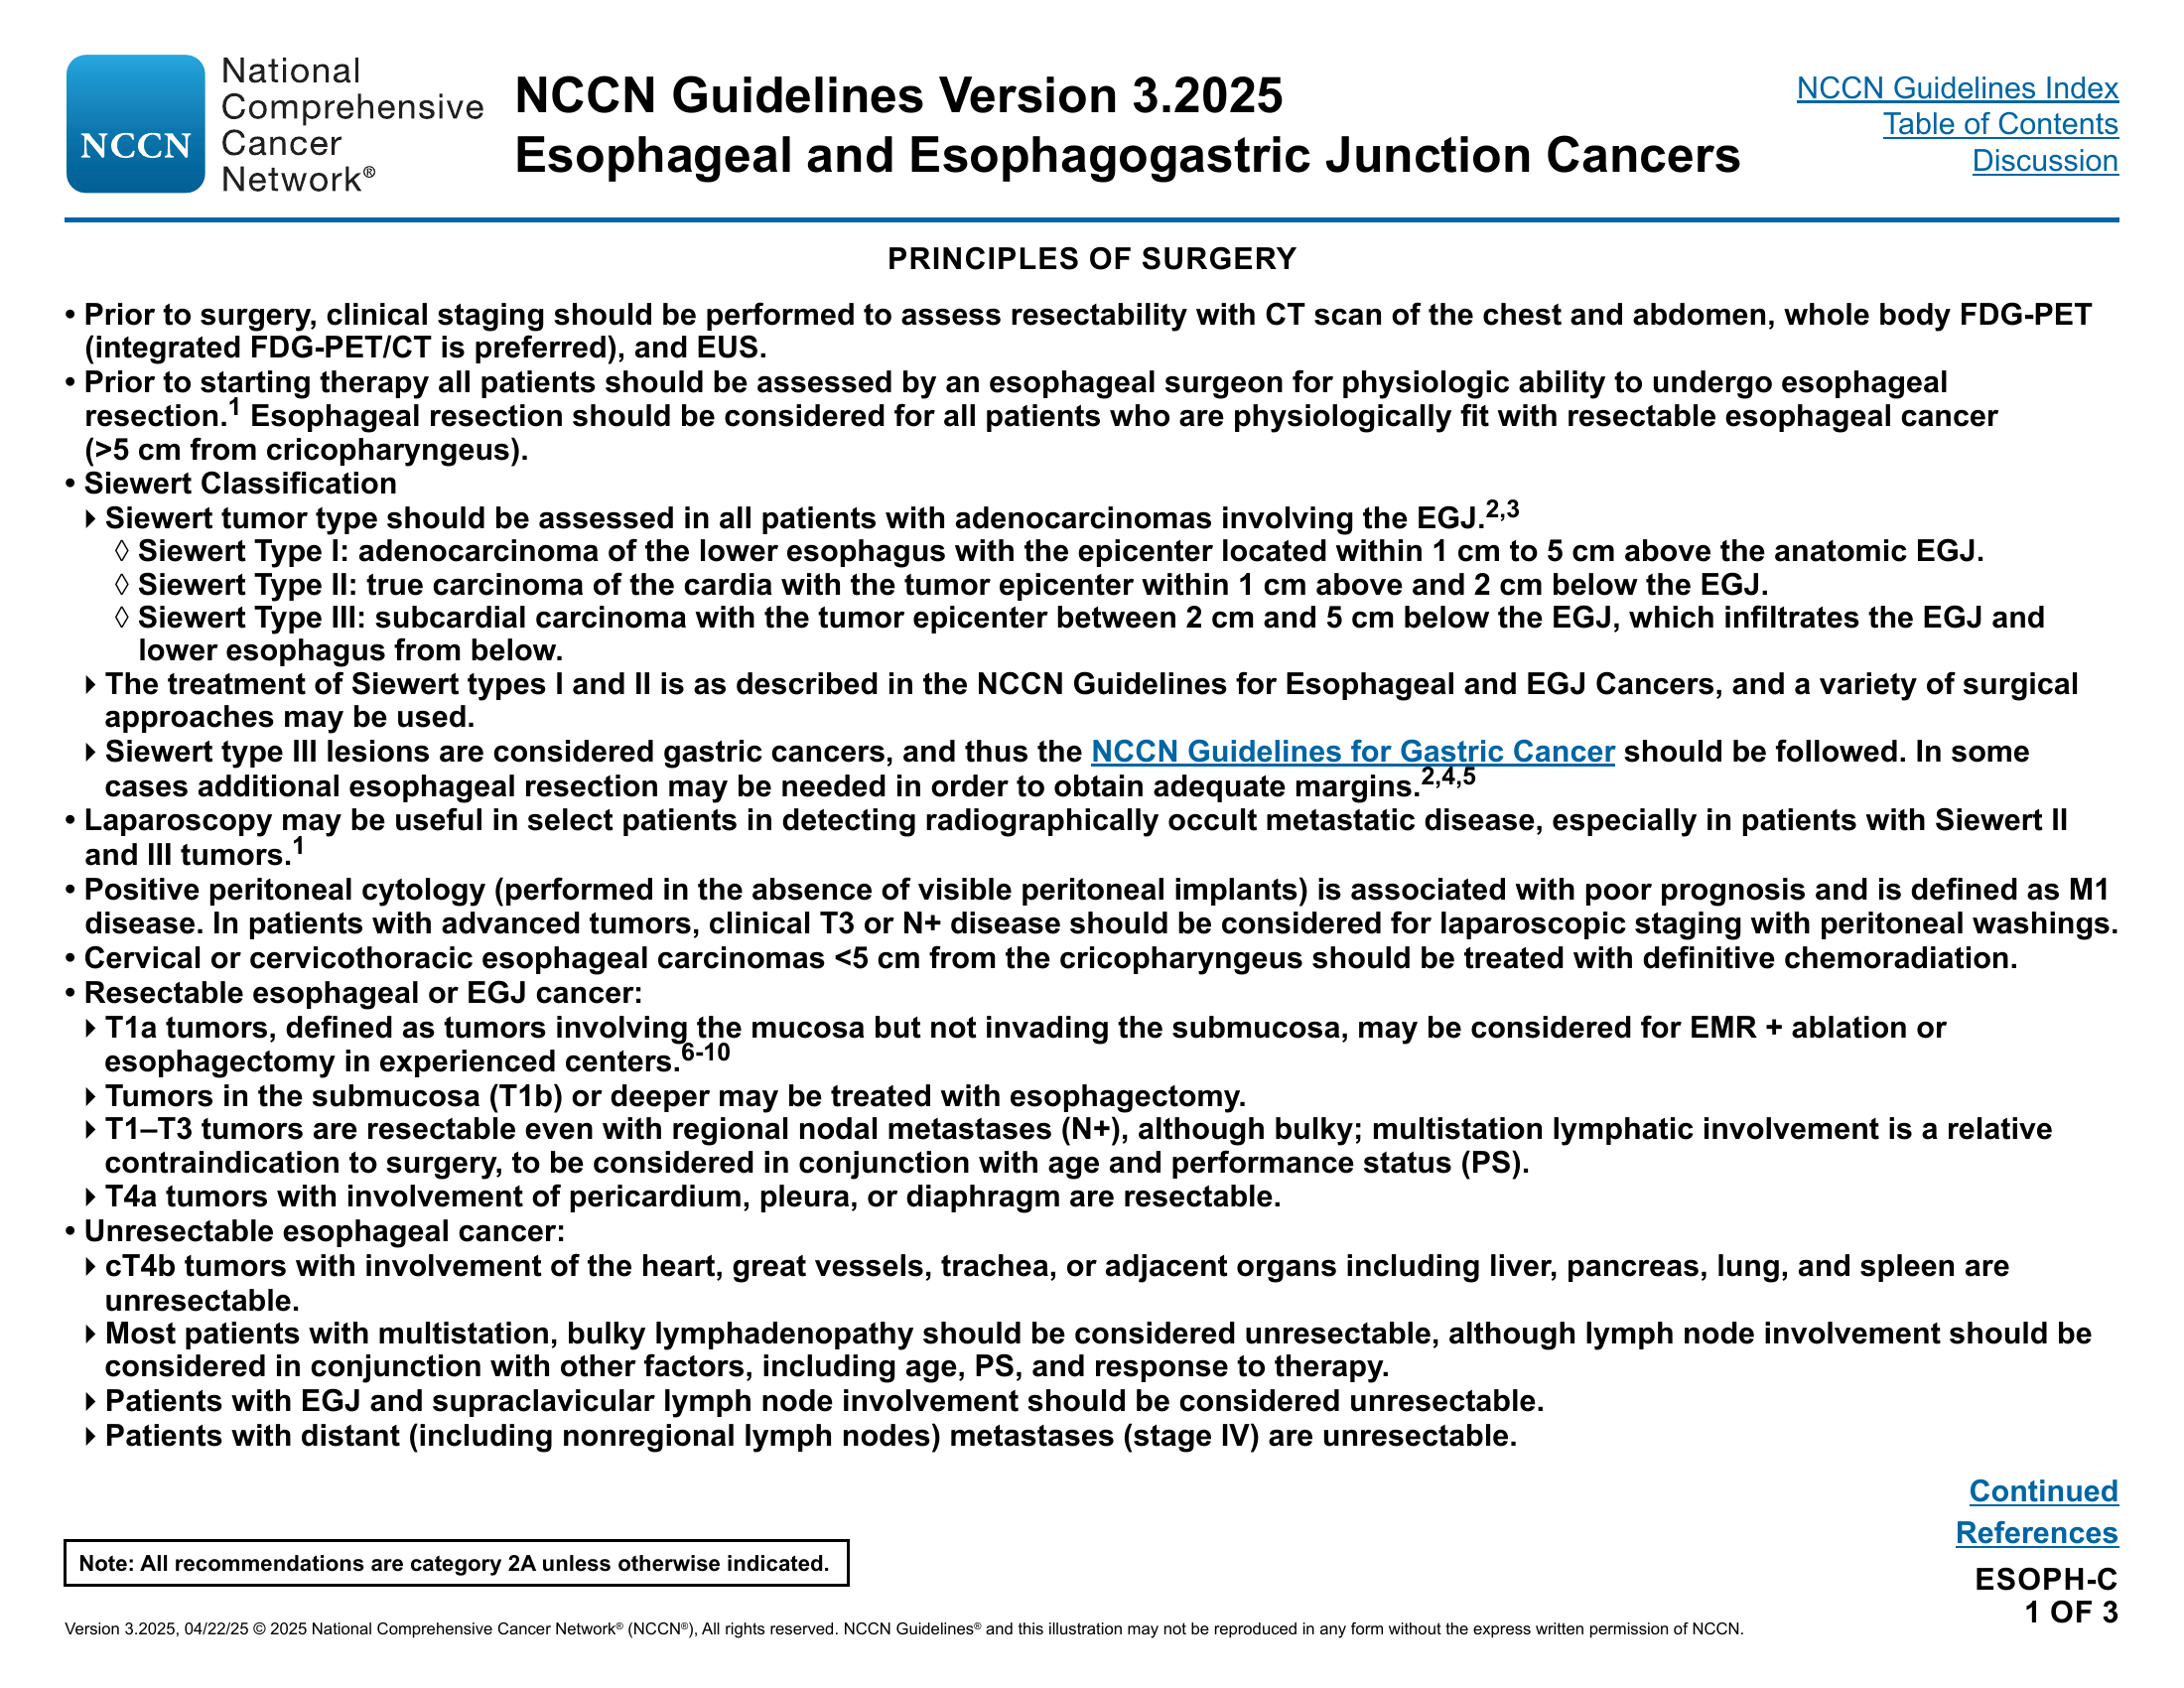 NCCN
National
Comprehensive
Cancer
Network®
NCCN Guidelines Version 3.2025
Esophageal and Esophagogastric Junction Cancers
NCCN Guidelines Index
Table of Contents
Discussion
PRINCIPLES OF SURGERY
• Prior to surgery, clinical staging should be performed to assess resectability with CT scan of the chest and abdomen, whole body FDG-PET
(integrated FDG-PET/CT is preferred), and EUS.
• Prior to starting therapy all patients should be assessed by an esophageal surgeon for physiologic ability to undergo esophageal
resection.1 Esophageal resection should be considered for all patients who are physiologically fit with resectable esophageal cancer
(>5 cm from cricopharyngeus).
• Siewert Classification
‣ Siewert tumor type should be assessed in all patients with adenocarcinomas involving the EGJ.2,3
◊ Siewert Type I: adenocarcinoma of the lower esophagus with the epicenter located within 1 cm to 5 cm above the anatomic EGJ.
◊ Siewert Type II: true carcinoma of the cardia with the tumor epicenter within 1 cm above and 2 cm below the EGJ.
◊ Siewert Type III: subcardial carcinoma with the tumor epicenter between 2 cm and 5 cm below the EGJ, which infiltrates the EGJ and
lower esophagus from below.
‣ The treatment of Siewert types I and II is as described in the NCCN Guidelines for Esophageal and EGJ Cancers, and a variety of surgical
approaches may be used.
‣ Siewert type III lesions are considered gastric cancers, and thus the NCCN Guidelines for Gastric Cancer should be followed. In some
cases additional esophageal resection may be needed in order to obtain adequate margins.2,4,5
• Laparoscopy may be useful in select patients in detecting radiographically occult metastatic disease, especially in patients with Siewert II
and III tumors.1
• Positive peritoneal cytology (performed in the absence of visible peritoneal implants) is associated with poor prognosis and is defined as M1
disease. In patients with advanced tumors, clinical T3 or N+ disease should be considered for laparoscopic staging with peritoneal washings.
• Cervical or cervicothoracic esophageal carcinomas <5 cm from the cricopharyngeus should be treated with definitive chemoradiation.
• Resectable esophageal or EGJ cancer:
‣ T1a tumors, defined as tumors involving the mucosa but not invading the submucosa, may be considered for EMR + ablation or
esophagectomy in experienced centers.6-10
‣ Tumors in the submucosa (T1b) or deeper may be treated with esophagectomy.
‣ T1–T3 tumors are resectable even with regional nodal metastases (N+), although bulky; multistation lymphatic involvement is a relative
contraindication to surgery, to be considered in conjunction with age and performance status (PS).
‣ T4a tumors with involvement of pericardium, pleura, or diaphragm are resectable.
• Unresectable esophageal cancer:
‣ cT4b tumors with involvement of the heart, great vessels, trachea, or adjacent organs including liver, pancreas, lung, and spleen are
unresectable.
‣ Most patients with multistation, bulky lymphadenopathy should be considered unresectable, although lymph node involvement should be
considered in conjunction with other factors, including age, PS, and response to therapy.
‣ Patients with EGJ and supraclavicular lymph node involvement should be considered unresectable.
‣ Patients with distant (including nonregional lymph nodes) metastases (stage IV) are unresectable.
Continued
References
Note: All recommendations are category 2A unless otherwise indicated.
ESOPH-C
1 OF 3
Version 3.2025, 04/22/25 © 2025 National Comprehensive Cancer Network® (NCCN®), All rights reserved. NCCN Guidelines® and this illustration may not be reproduced in any form without the express written permission of NCCN.